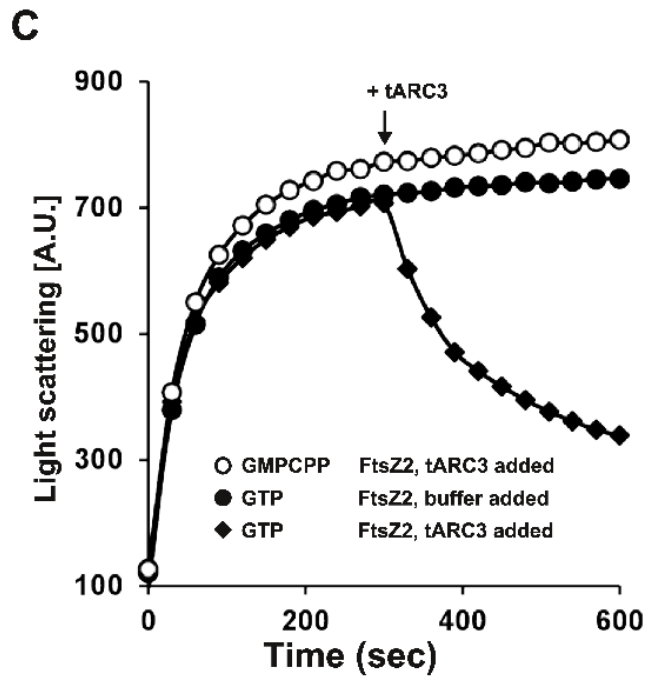 C
900
+ tARC3
700
Light scattering [A.U.]
500
300
GMPCPP FtsZ2, tARC3 added
GTP FtsZ2, buffer added
GTP FtsZ2, tARC3 added
100
0 200 400 600
Time (sec)